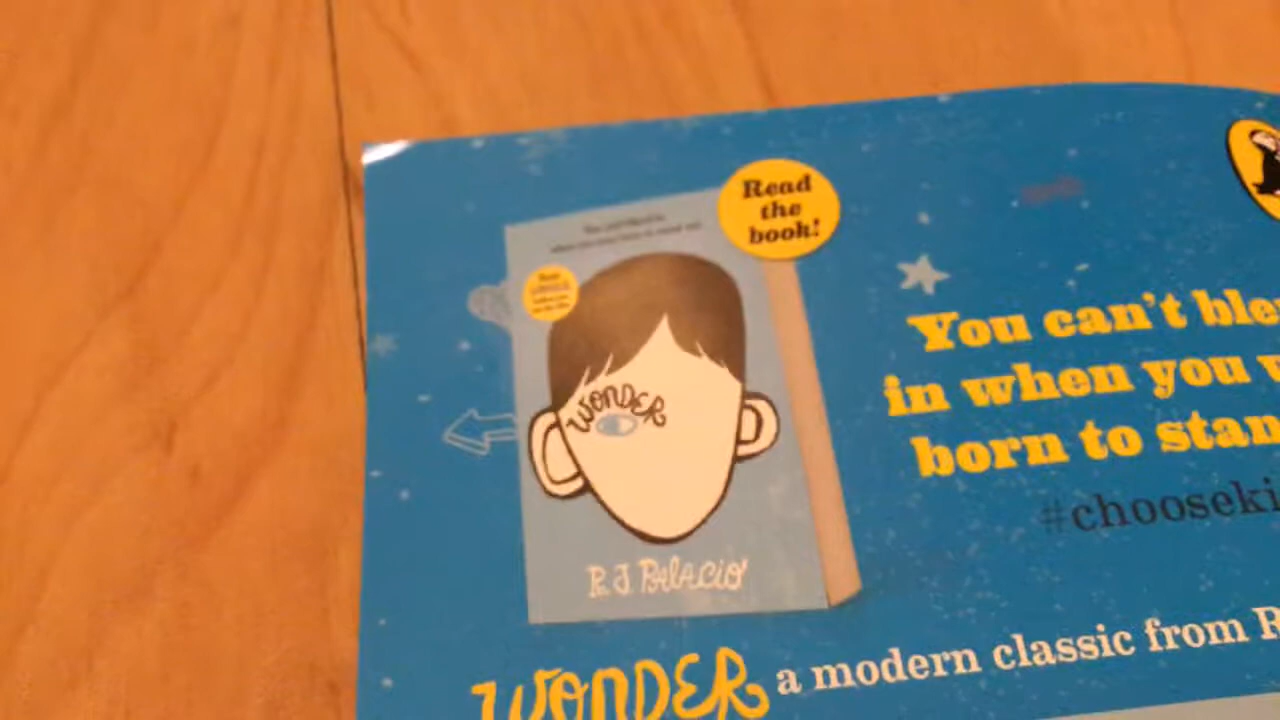 Read
the
book!
WONDER
R. J. PALACIO
You can't ble
in when you w
born to stan
#chooseki
WONDER a modern classic from R